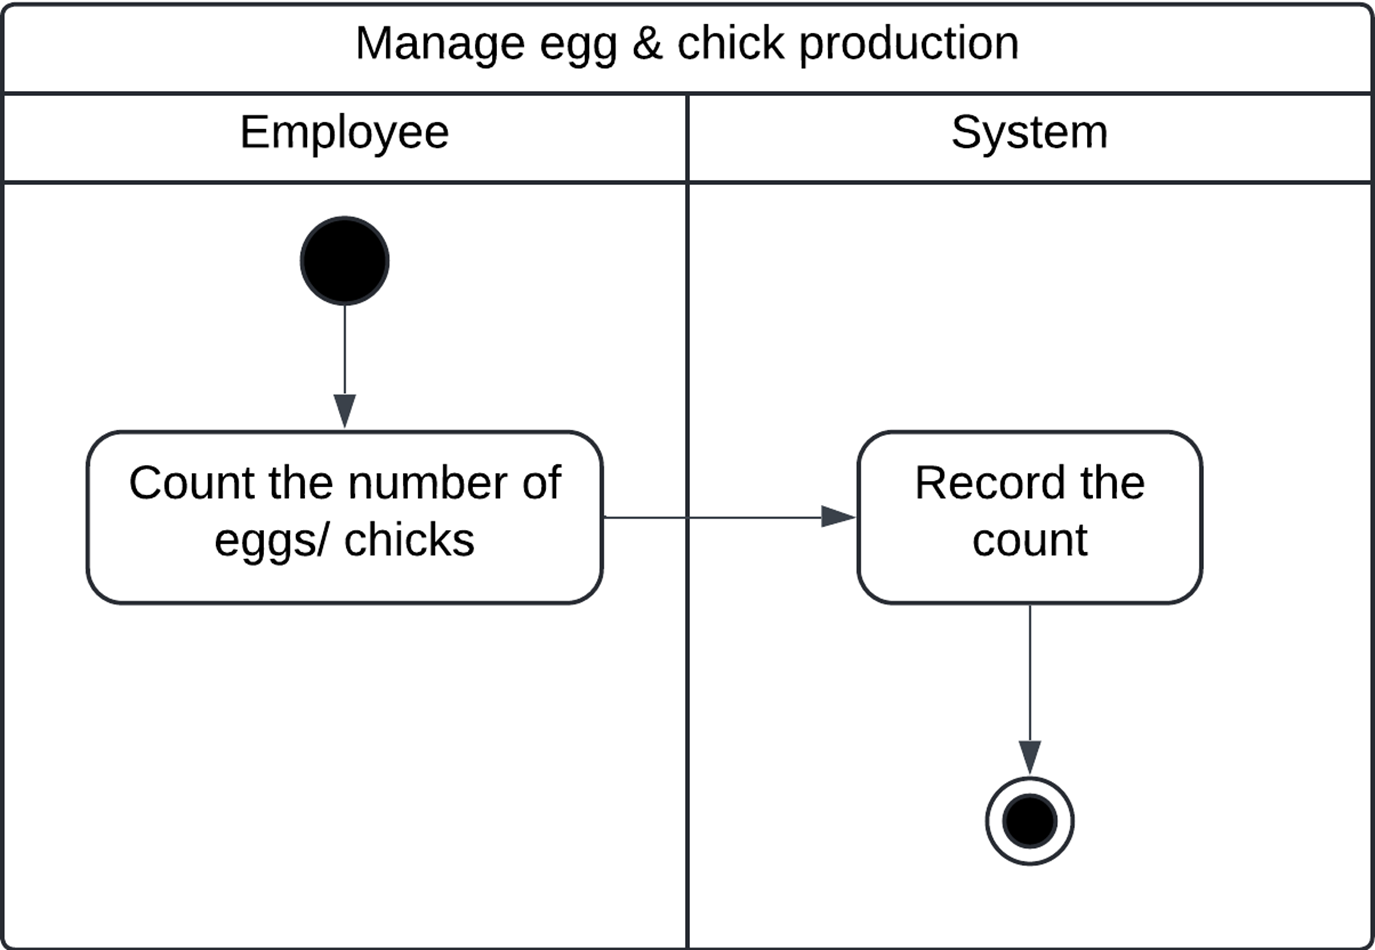 Manage egg & chick production
Employee
System
Count the number of
eggs/ chicks
Record the
count